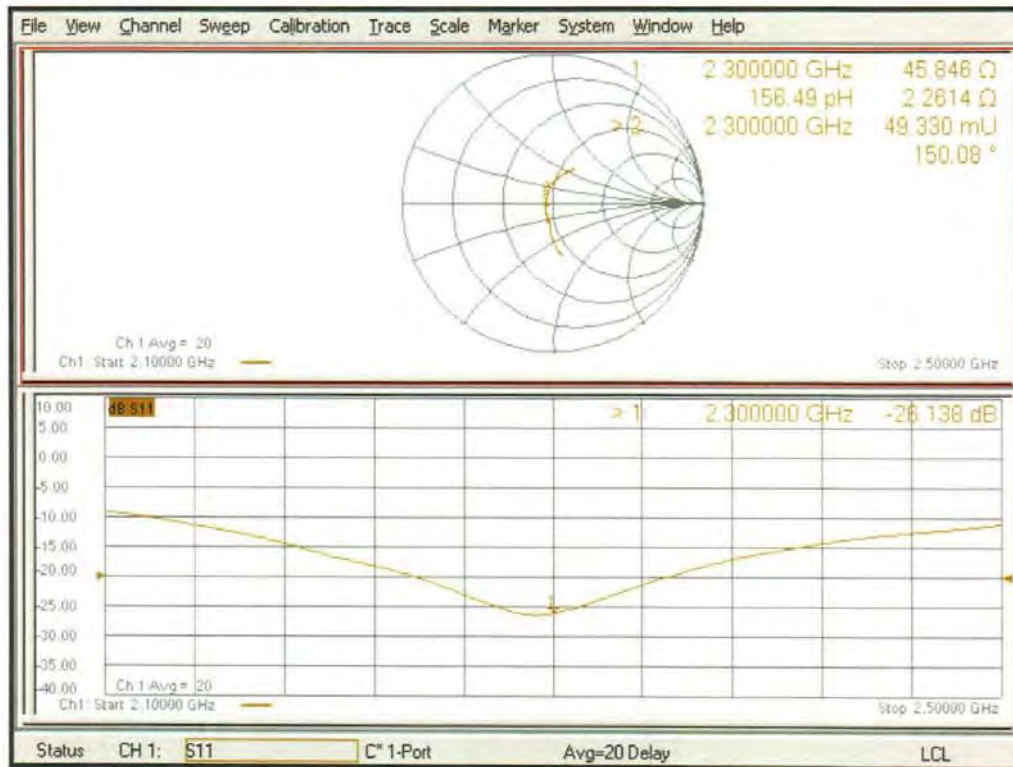 File View Channel Sweep Calibration Trace Scale Marker System Window Help
1 2.300000 GHz 45.846 Ω
156.49 pH 2.2614 Ω
> 2 2.300000 GHz 49.330 mU
150.08 °
Ch 1 Avg = 20
Ch1: Start 2.10000 GHz
Stop 2.50000 GHz
10.00 dB S11 > 1 2.300000 GHz -26.138 dB
5.00
0.00
-5.00
-10.00
-15.00
-20.00
1
-25.00
-30.00
-35.00
-40.00
Ch 1 Avg = 20
Ch1: Start 2.10000 GHz
Stop 2.50000 GHz
Status CH 1: S11 C* 1-Port Avg=20 Delay LCL